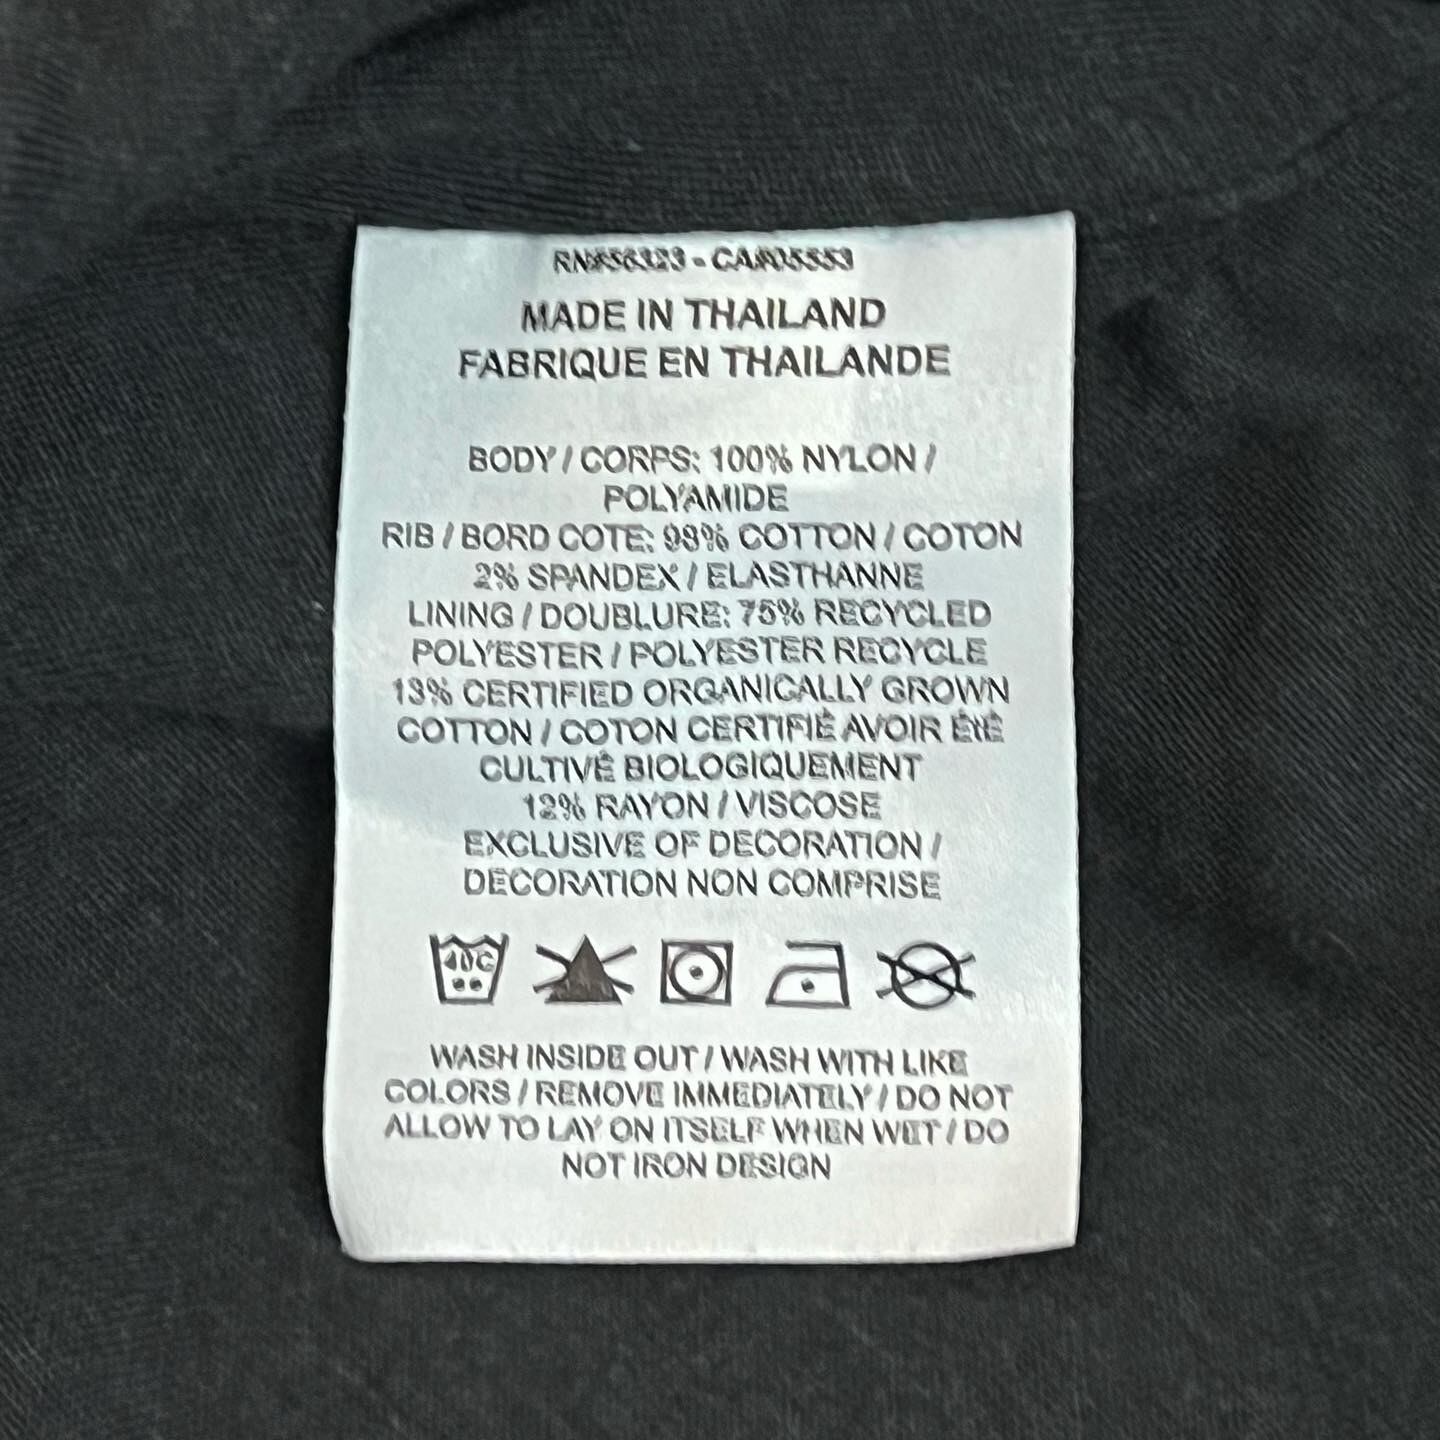 MADE IN THAILAND
FABRIQUE EN THAILANDE
BODY / CORPS: 100% NYLON /
POLYAMIDE
RIB / BORD COTE: 98% COTTON / COTON
2% SPANDEX / ELASTHANNE
LINING / DOUBLURE: 75% RECYCLED
POLYESTER / POLYESTER RECYCLE
13% CERTIFIED ORGANICALLY GROWN
COTTON / COTON CERTIFIÉ AVOIR ÉtÉ
CULTIVÉ BIOLOGIQUEMENT
12% RAYON / VISCOSE
EXCLUSIVE OF DECORATION /
DECORATION NON COMPRISE
40C
WASH INSIDE OUT / WASH WITH LIKE
COLORS / REMOVE IMMEDIATELY / DO NOT
ALLOW TO LAY ON ITSELF WHEN WET / DO
NOT IRON DESIGN